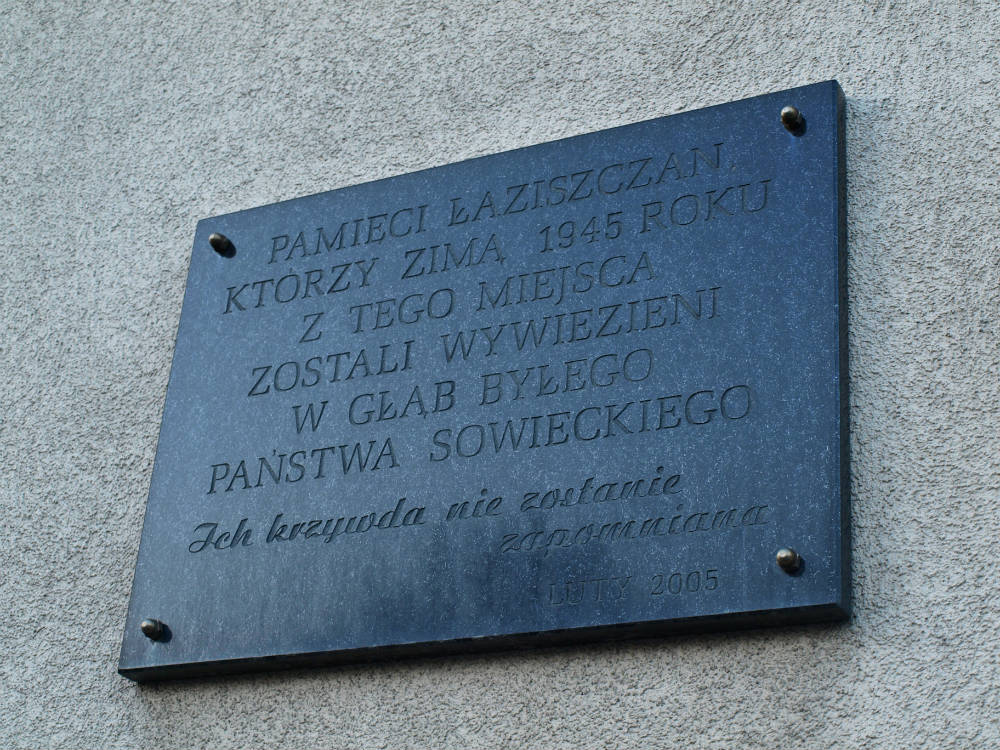 PAMIĘCI ŁAZISZCZAN,
KTÓRZY ZIMĄ 1945 ROKU
Z TEGO MIEJSCA
ZOSTALI WYWIEZIENI
W GŁĄB BYŁEGO
PAŃSTWA SOWIECKIEGO
Ich krzywda nie zostanie
zapomniana
LUTY 2005